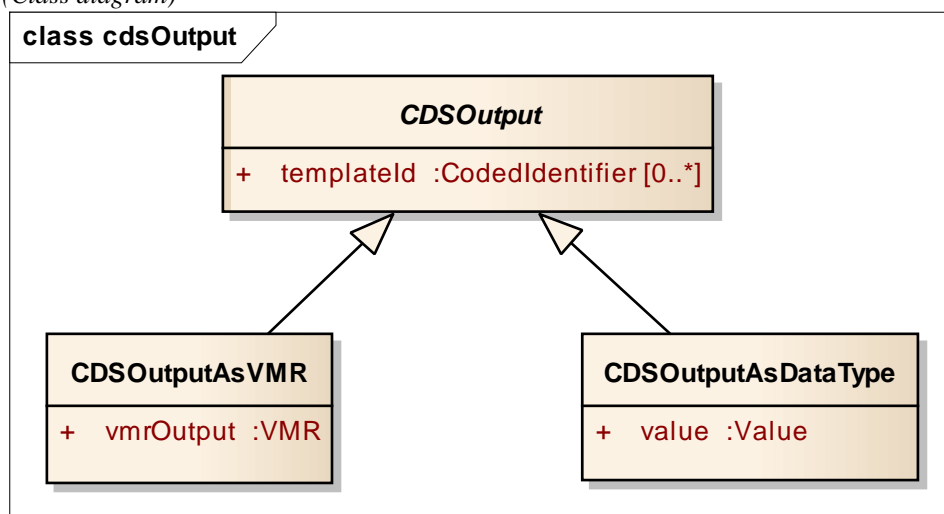 (Class diagram)
class cdsOutput
CDSOutput
+ templateId :CodedIdentifier [0..*]
CDSOutputAsVMR
+ vmrOutput :VMR
CDSOutputAsDataType
+ value :Value